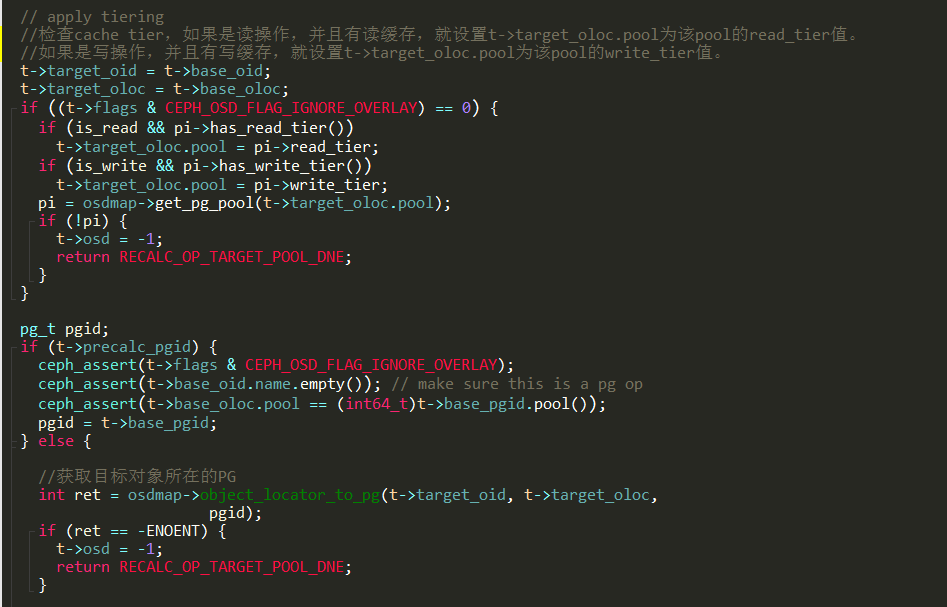 // apply tiering
//检查cache tier，如果是读操作，并且有读缓存，就设置t->target_oloc.pool为该pool的read_tier值。
//如果是写操作，并且有写缓存，就设置t->target_oloc.pool为该pool的write_tier值。
t->target_oid = t->base_oid;
t->target_oloc = t->base_oloc;
if ((t->flags & CEPH_OSD_FLAG_IGNORE_OVERLAY) == 0) {
if (is_read && pi->has_read_tier())
t->target_oloc.pool = pi->read_tier;
if (is_write && pi->has_write_tier())
t->target_oloc.pool = pi->write_tier;
pi = osdmap->get_pg_pool(t->target_oloc.pool);
if (!pi) {
t->osd = -1;
return RECALC_OP_TARGET_POOL_DNE;
}
}
pg_t pgid;
if (t->precalc_pgid) {
ceph_assert(t->flags & CEPH_OSD_FLAG_IGNORE_OVERLAY);
ceph_assert(t->base_oid.name.empty()); // make sure this is a pg op
ceph_assert(t->base_oloc.pool == (int64_t)t->base_pgid.pool());
pgid = t->base_pgid;
} else {
//获取目标对象所在的PG
int ret = osdmap->object_locator_to_pg(t->target_oid, t->target_oloc,
pgid);
if (ret == -ENOENT) {
t->osd = -1;
return RECALC_OP_TARGET_POOL_DNE;
}